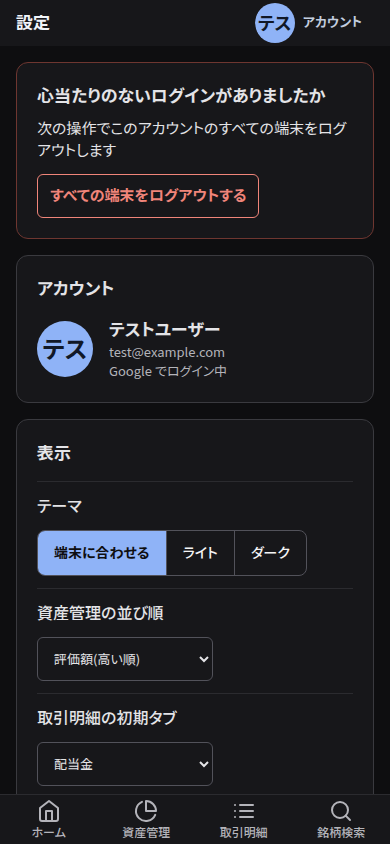 設定
テス アカウント
心当たりのないログインがありましたか
次の操作でこのアカウントのすべての端末をログ
アウトします
すべての端末をログアウトする
アカウント
テス
テストユーザー
test@example.com
Google でログイン中
表示
テーマ
端末に合わせる ライト ダーク
資産管理の並び順
評価額(高い順)
取引明細の初期タブ
配当金
ホーム 資産管理 取引明細 銘柄検索